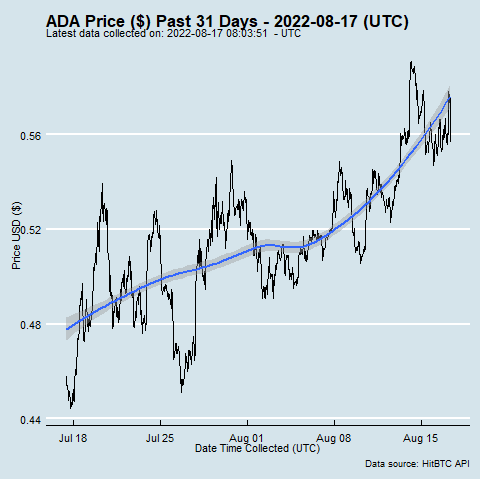 ADA Price ($) Past 31 Days - 2022-08-17 (UTC)
Latest data collected on: 2022-08-17 08:03:51 - UTC
Price USD ($)
0.56
0.52
0.48
0.44
Jul 18 Jul 25 Aug 01 Aug 08 Aug 15
Date Time Collected (UTC)
Data source: HitBTC API